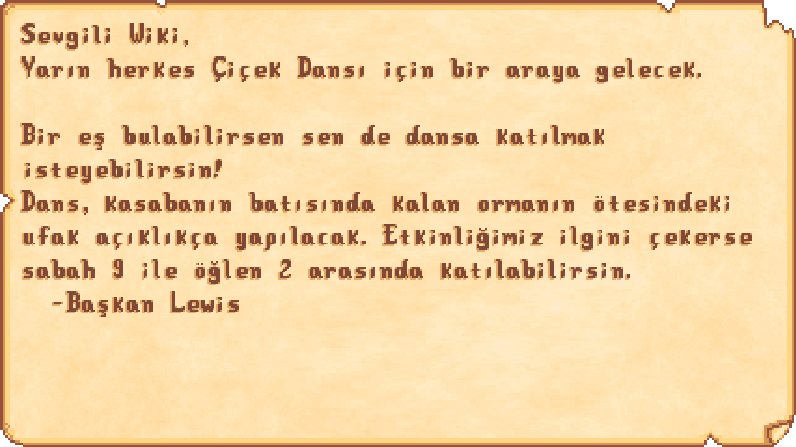 Sevgili Wiki,
Yarın herkes Çiçek Dansı için bir araya gelecek.
Bir eş bulabilirsen sen de dansa katılmak
isteyebilirsin!
Dans, kasabanın batısında kalan ormanın ötesindeki
ufak açıklıkça yapılacak. Etkinliğimiz ilgini çekerse
sabah 9 ile öğlen 2 arasında katılabilirsin.
-Başkan Lewis